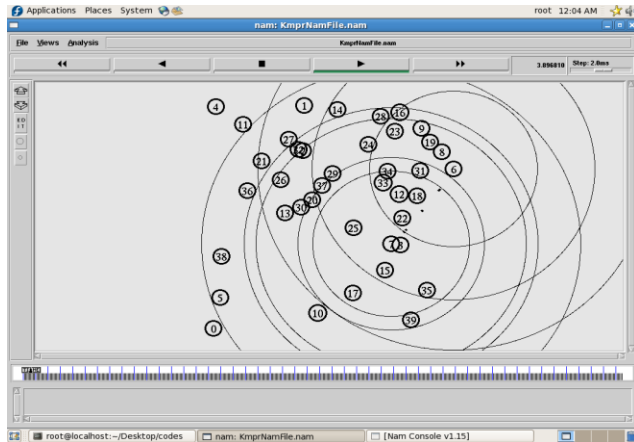 Applications Places System root 12:04 AM
nam: KmprNamFile.nam
File Views Analysis KmprNamFile.nam
3.096810 Step: 2.0ms
4 1 14 28 16
11 23 9
27 24 19
8
21 29 34 31 6
26 37 33
36 20 12 18
13 30 22
25
7
38 15
17 35
5
10 39
0
root@localhost:~/Desktop/codes nam: KmprNamFile.nam [Nam Console v1.15]